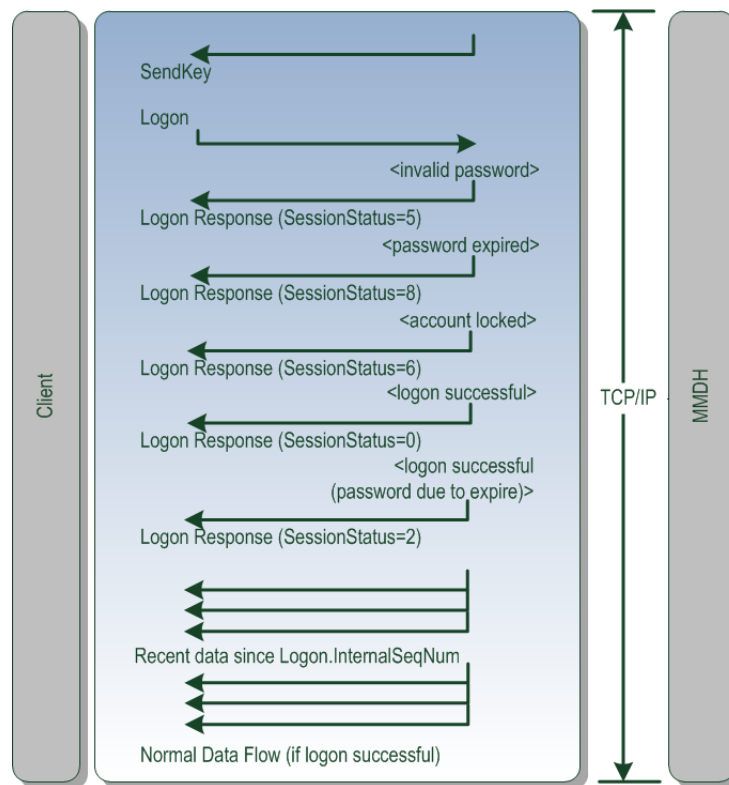 SendKey
Logon
<invalid password>
Logon Response (SessionStatus=5)
<password expired>
Logon Response (SessionStatus=8)
<account locked>
Logon Response (SessionStatus=6)
<logon successful>
Logon Response (SessionStatus=0)
<logon successful
(password due to expire)>
Logon Response (SessionStatus=2)
Recent data since Logon.InternalSeqNum
Normal Data Flow (if logon successful)
Client
TCP/IP
MMDH